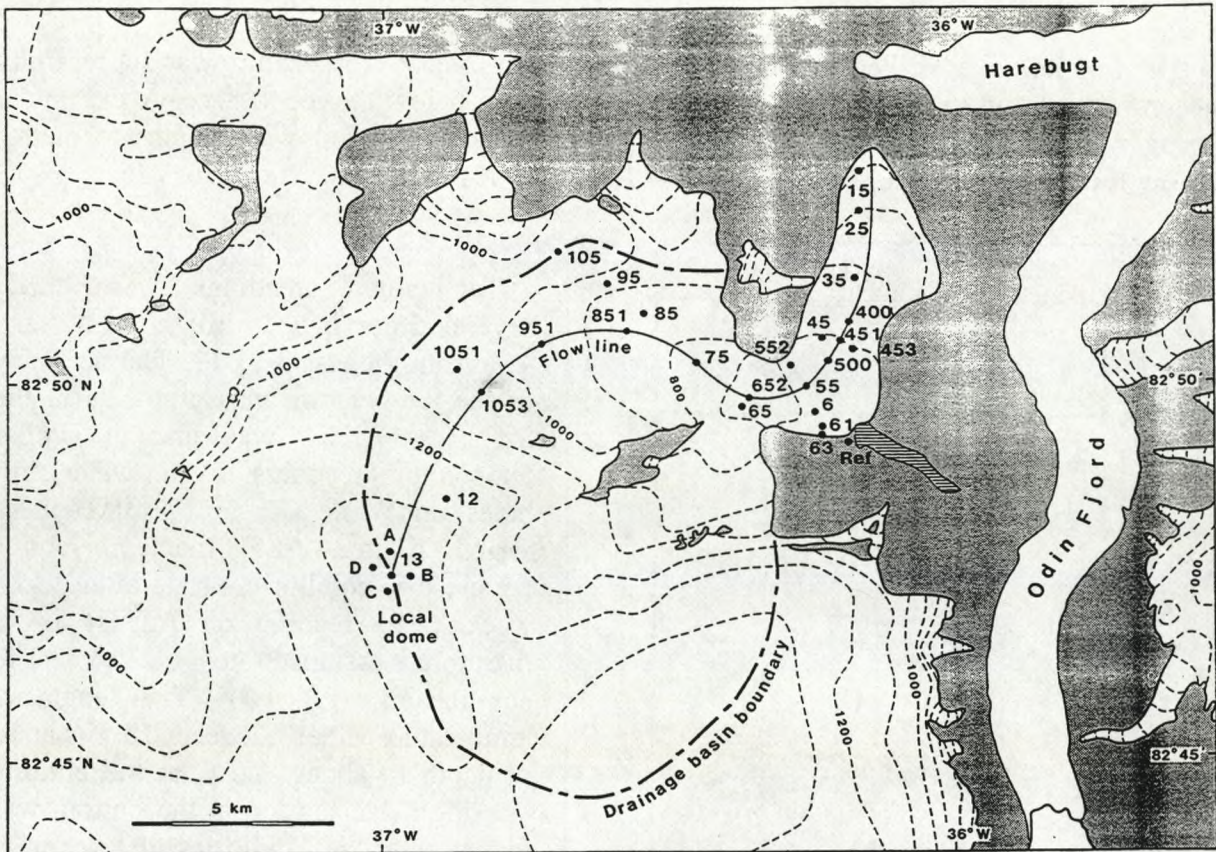 37° W
36° W
Harebugt
1000
15
25
1000
105
95
35
85
851
400
45
451
951
Flow line
453
1051
75
552
500
82° 50´ N
82° 50´
652
55
800
1053
65
6
1000
61
1200
63
Ref
12
A
13
D
B
C
Odin Fjord
Local
dome
1000
1000
1000
1200
Drainage basin boundary
82° 45´ N
82° 45´
5 km
37° W
36° W